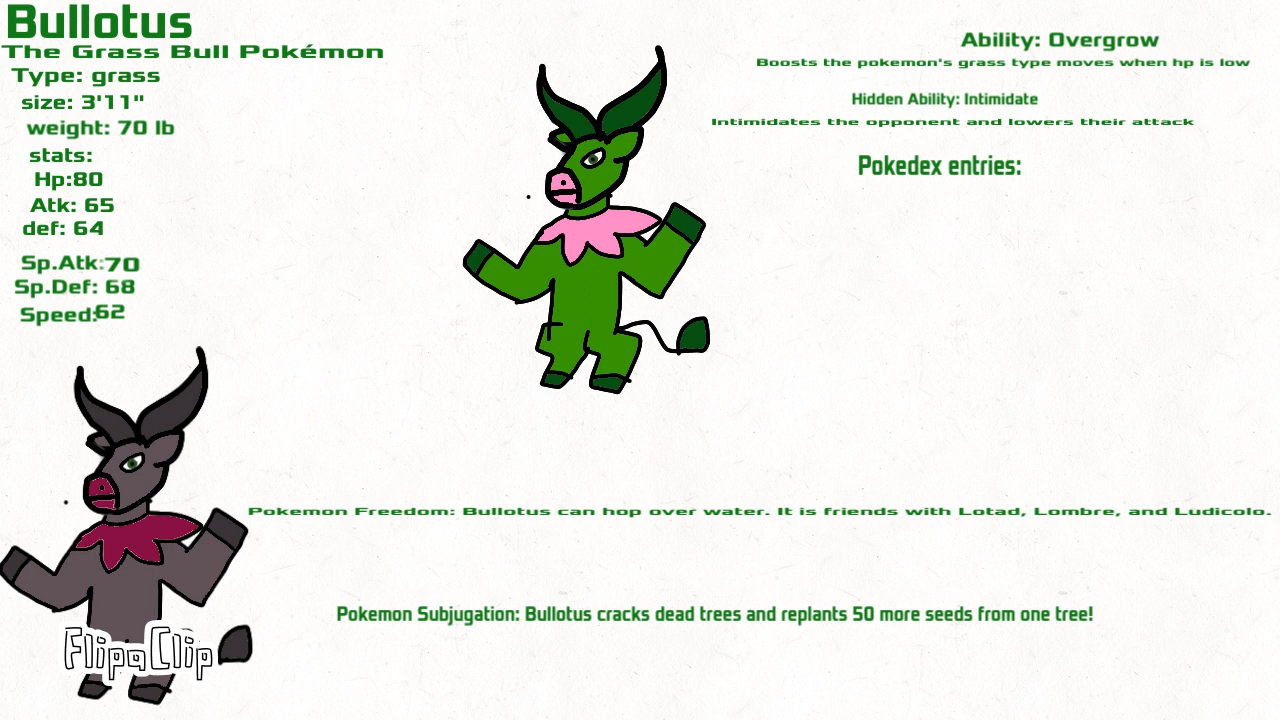 Bullotus
The Grass Bull Pokémon
Type: grass
size: 3'11"
weight: 70 lb
stats:
Hp:80
Atk: 65
def: 64
Sp.Atk:70
Sp.Def: 68
Speed:62
Ability: Overgrow
Boosts the pokemon's grass type moves when hp is low
Hidden Ability: Intimidate
Intimidates the opponent and lowers their attack
Pokedex entries:
Pokemon Freedom: Bullotus can hop over water. It is friends with Lotad, Lombre, and Ludicolo.
Pokemon Subjugation: Bullotus cracks dead trees and replants 50 more seeds from one tree!
FlipaClip